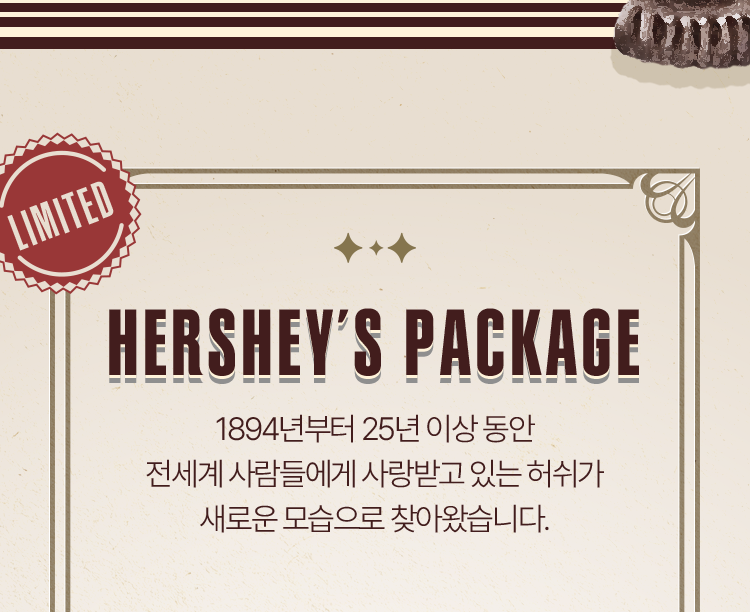 LIMITED
HERSHEY'S PACKAGE
1894년부터 25년 이상 동안
전세계 사람들에게 사랑받고 있는 허쉬가
새로운 모습으로 찾아왔습니다.